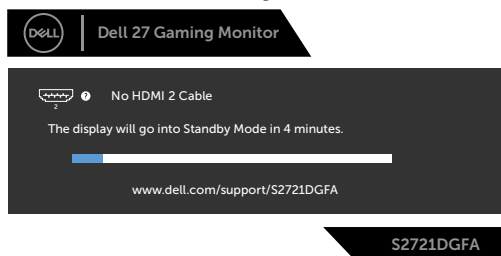 DELL
Dell 27 Gaming Monitor
2
?
No HDMI 2 Cable
The display will go into Standby Mode in 4 minutes.
www.dell.com/support/S2721DGFA
S2721DGFA